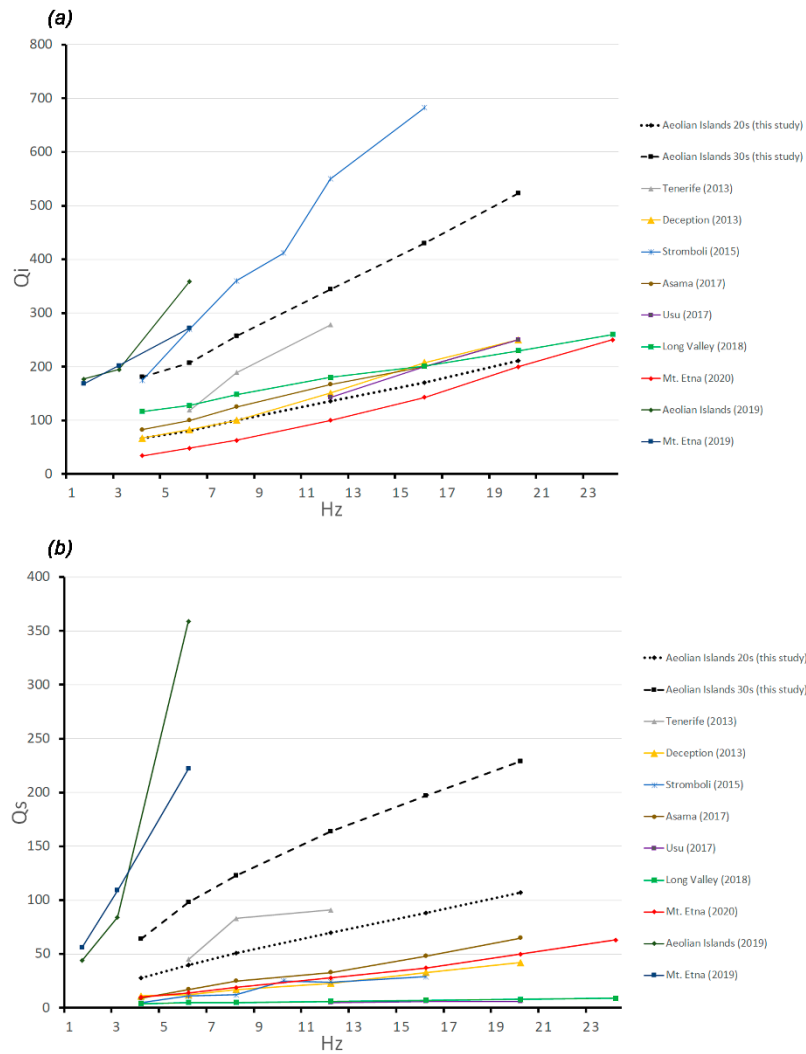 (a)
800
700
600
500
400
300
200
100
0
Qi
1 3 5 7 9 11 13 15 17 19 21 23
Hz
Aeolian Islands 20s (this study)
Aeolian Islands 30s (this study)
Tenerife (2013)
Deception (2013)
Stromboli (2015)
Asama (2017)
Usu (2017)
Long Valley (2018)
Mt. Etna (2020)
Aeolian Islands (2019)
Mt. Etna (2019)
(b)
400
350
300
250
200
150
100
50
0
Qs
1 3 5 7 9 11 13 15 17 19 21 23
Hz
Aeolian Islands 20s (this study)
Aeolian Islands 30s (this study)
Tenerife (2013)
Deception (2013)
Stromboli (2015)
Asama (2017)
Usu (2017)
Long Valley (2018)
Mt. Etna (2020)
Aeolian Islands (2019)
Mt. Etna (2019)